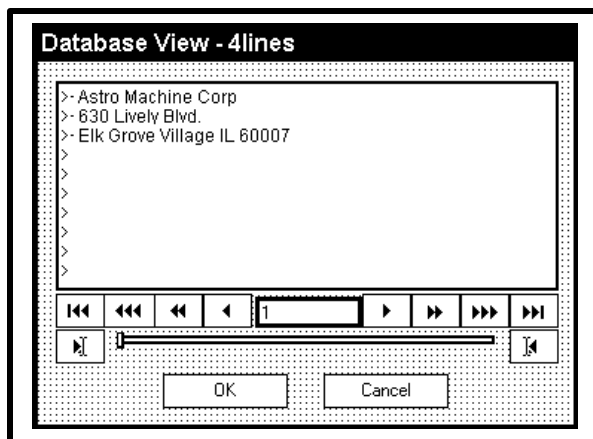 Database View - 4lines
>- Astro Machine Corp
>- 630 Lively Blvd.
>- Elk Grove Village IL 60007
>
>
>
>
>
>
>
1
OK Cancel